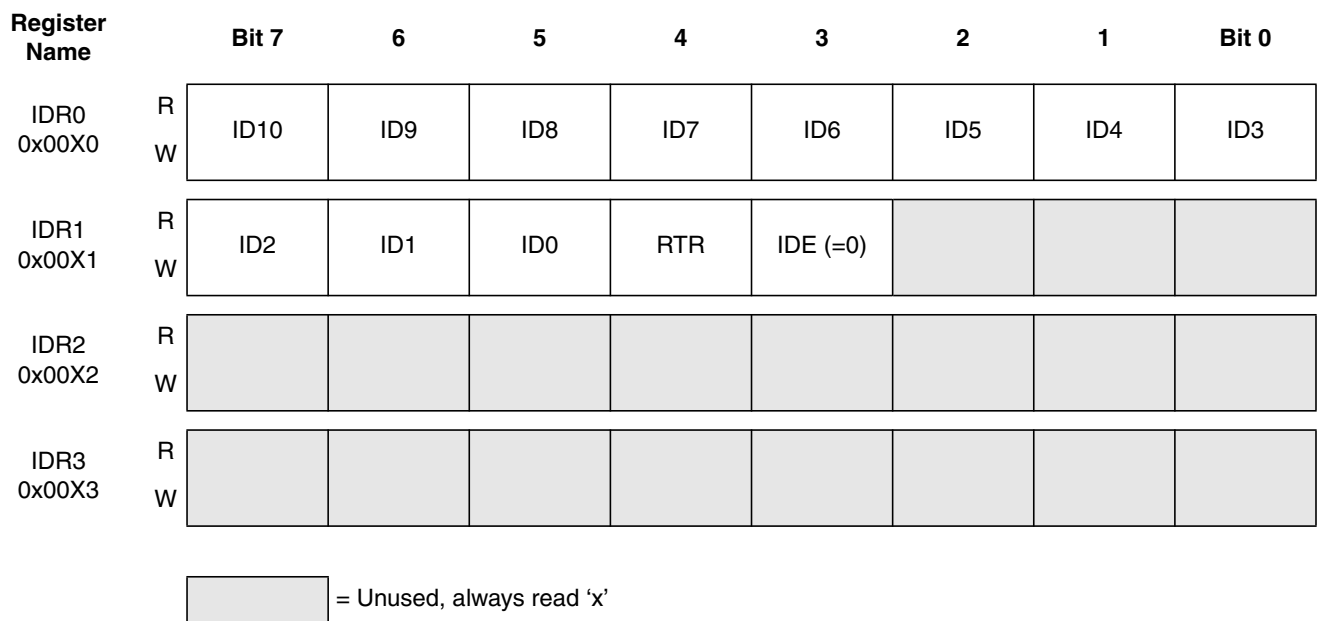 Register Name Bit 7 6 5 4 3 2 1 Bit 0
IDR0 0x00X0 R W ID10 ID9 ID8 ID7 ID6 ID5 ID4 ID3
IDR1 0x00X1 R W ID2 ID1 ID0 RTR IDE (=0)
IDR2 0x00X2 R W
IDR3 0x00X3 R W
= Unused, always read ‘x’